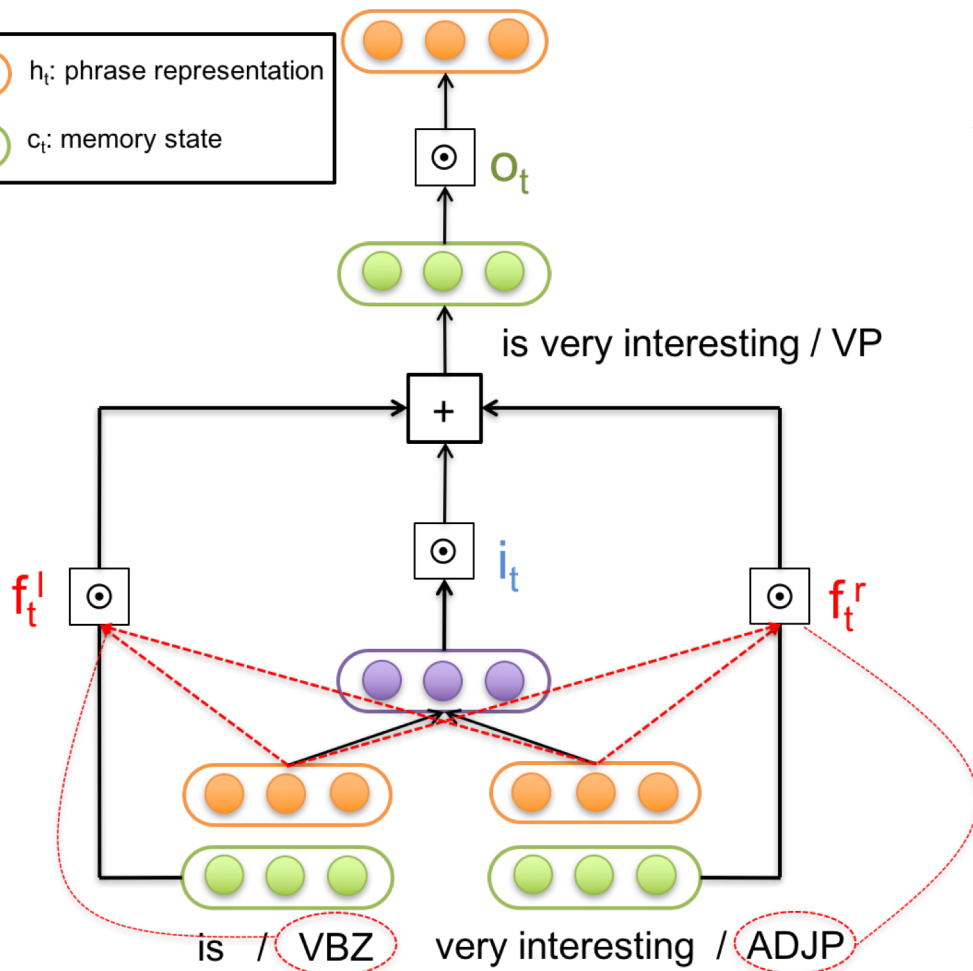 hₜ: phrase representation
cₜ: memory state
⊙
oₜ
is very interesting / VP
+
⊙
iₜ
⊙
fₜˡ
⊙
fₜʳ
is / VBZ
very interesting / ADJP